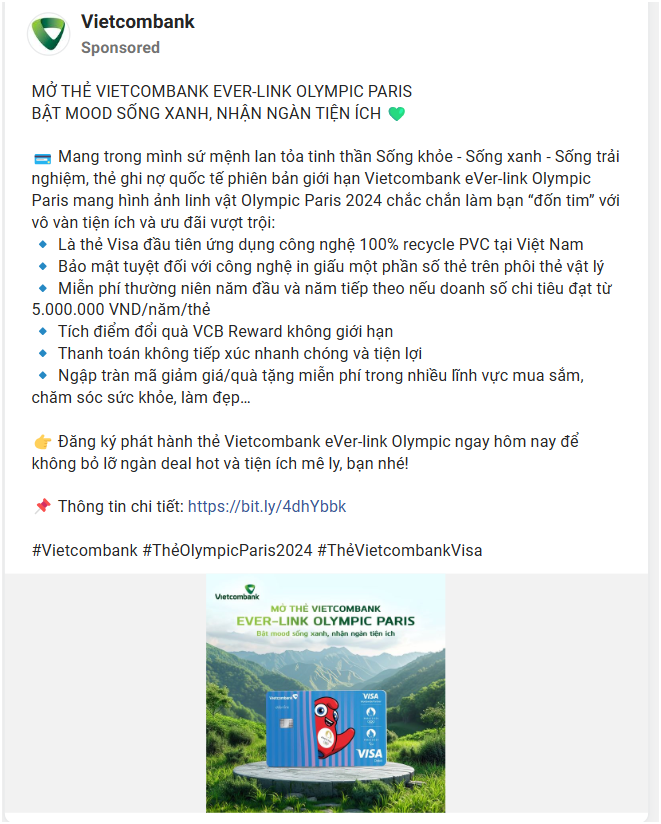 Vietcombank
Sponsored
MỞ THẺ VIETCOMBANK EVER-LINK OLYMPIC PARIS
BẬT MOOD SỐNG XANH, NHẬN NGÀN TIỆN ÍCH 💚
💳 Mang trong mình sứ mệnh lan tỏa tinh thần Sống khỏe - Sống xanh - Sống trải
nghiệm, thẻ ghi nợ quốc tế phiên bản giới hạn Vietcombank eVer-link Olympic
Paris mang hình ảnh linh vật Olympic Paris 2024 chắc chắn làm bạn “đốn tim” với
vô vàn tiện ích và ưu đãi vượt trội:
🔹 Là thẻ Visa đầu tiên ứng dụng công nghệ 100% recycle PVC tại Việt Nam
🔹 Bảo mật tuyệt đối với công nghệ in giấu một phần số thẻ trên phôi thẻ vật lý
🔹 Miễn phí thường niên năm đầu và năm tiếp theo nếu doanh số chi tiêu đạt từ
5.000.000 VND/năm/thẻ
🔹 Tích điểm đổi quà VCB Reward không giới hạn
🔹 Thanh toán không tiếp xúc nhanh chóng và tiện lợi
🔹 Ngập tràn mã giảm giá/quà tặng miễn phí trong nhiều lĩnh vực mua sắm,
chăm sóc sức khỏe, làm đẹp…
👉 Đăng ký phát hành thẻ Vietcombank eVer-link Olympic ngay hôm nay để
không bỏ lỡ ngàn deal hot và tiện ích mê ly, bạn nhé!
📌 Thông tin chi tiết: https://bit.ly/4dhYbbk
#Vietcombank #ThẻOlympicParis2024 #ThẻVietcombankVisa
Vietcombank
MỞ THẺ VIETCOMBANK
EVER-LINK OLYMPIC PARIS
Bật mood sống xanh, nhận ngàn tiện ích
Vietcombank
VISA
VISA